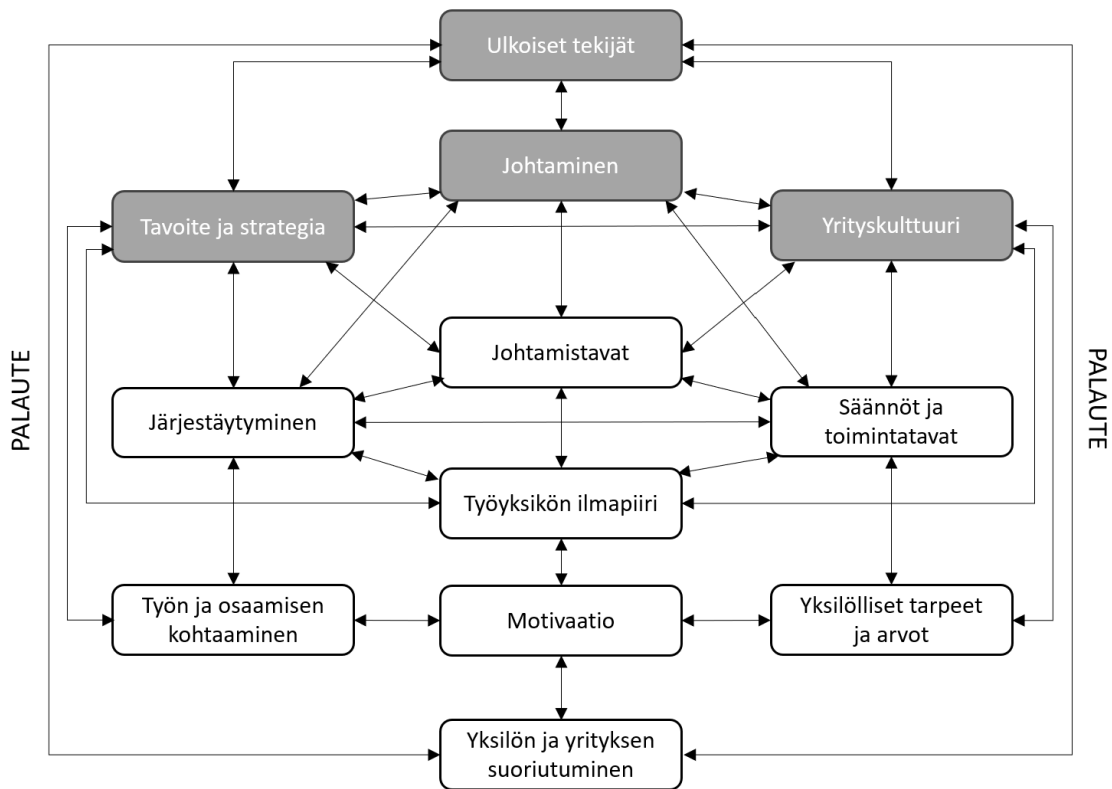 Ulkoiset tekijät
Johtaminen
Tavoite ja strategia
Yrityskulttuuri
Johtamistavat
PALAUTE
PALAUTE
Järjestäytyminen
Säännöt ja
toimintatavat
Työyksikön ilmapiiri
Työn ja osaamisen
kohtaaminen
Motivaatio
Yksilölliset tarpeet
ja arvot
Yksilön ja yrityksen
suoriutuminen